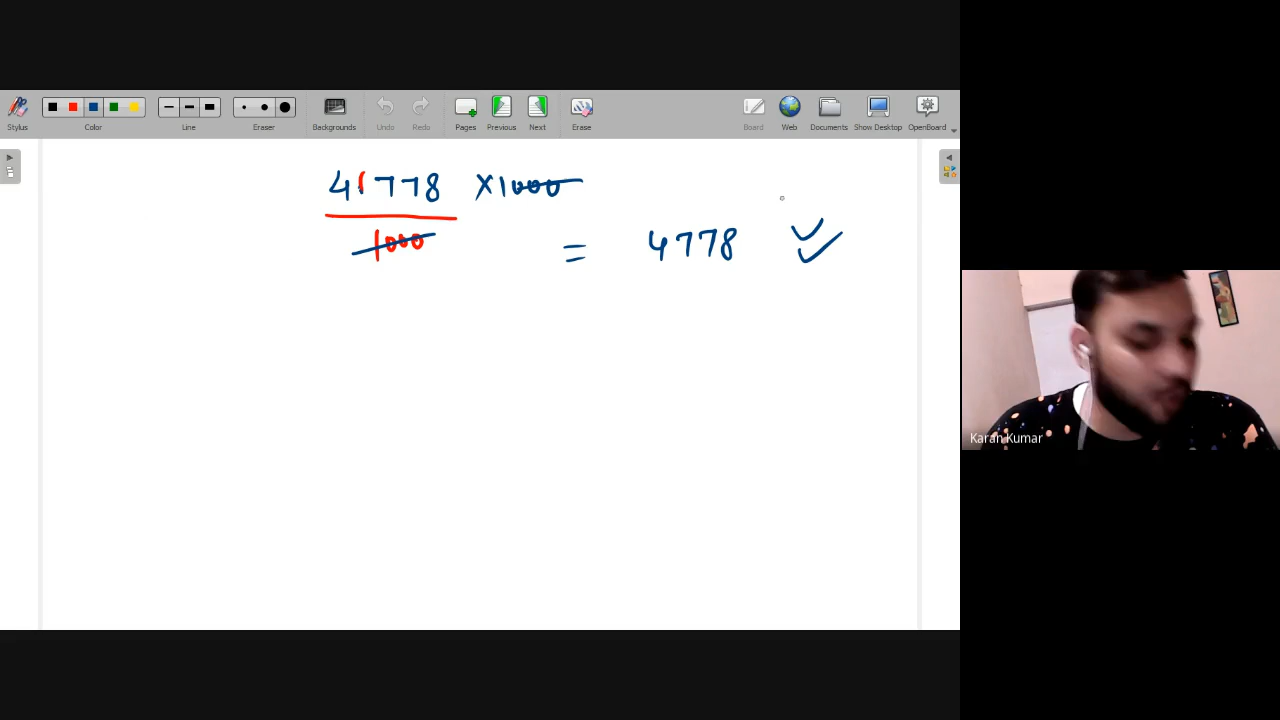 Stylus Color Line Eraser Backgrounds Undo Redo Pages Previous Next Erase Board Web Documents Show Desktop OpenBoard
4 778 X1000
1000
= 4778
Karan Kumar